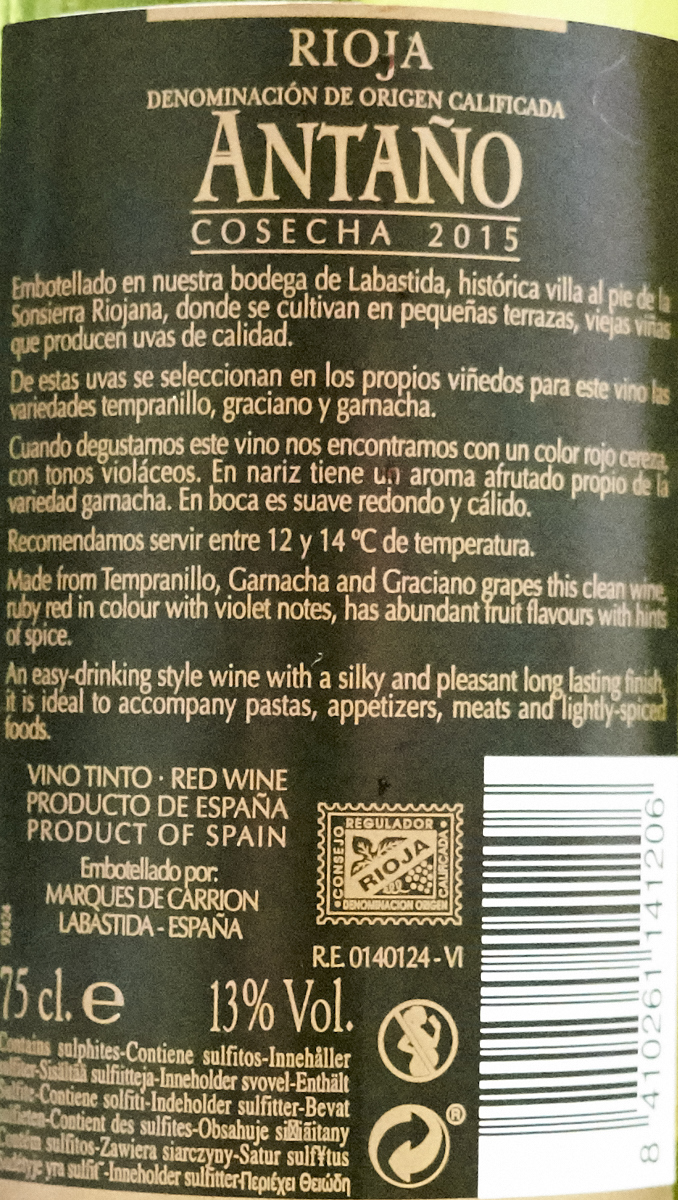 RIOJA
DENOMINACIÓN DE ORIGEN CALIFICADA
ANTAÑO
COSECHA 2015
Embotellado en nuestra bodega de Labastida, histórica villa al pie de la
Sonsierra Riojana, donde se cultivan en pequeñas terrazas, viejas viñas
que producen uvas de calidad.
De estas uvas se seleccionan en los propios viñedos para este vino las
variedades tempranillo, graciano y garnacha.
Cuando degustamos este vino nos encontramos con un color rojo cereza,
con tonos violáceos. En nariz tiene un aroma afrutado propio de la
variedad garnacha. En boca es suave redondo y cálido.
Recomendamos servir entre 12 y 14 ºC de temperatura.
Made from Tempranillo, Garnacha and Graciano grapes this clean wine,
ruby red in colour with violet notes, has abundant fruit flavours with hints
of spice.
An easy-drinking style wine with a silky and pleasant long lasting finish,
it is ideal to accompany pastas, appetizers, meats and lightly-spiced
foods.
VINO TINTO · RED WINE
PRODUCTO DE ESPAÑA
PRODUCT OF SPAIN
Embotellado por:
MARQUES DE CARRION
LABASTIDA - ESPAÑA
92424
CONSEJO REGULADOR
RIOJA
CALIFICADA
DENOMINACION ORIGEN
R.E. 0140124 - VI
75 cl. e 13% Vol.
Contains sulphites-Contiene sulfitos-Innehåller
sulfiter-Sisältää sulfiitteja-Inneholder svovel-Enthält
Sulfite-Contiene solfiti-Indeholder sulfitter-Bevat
sulfieten-Contient des sulfites-Obsahuje
Contém sulfitos-Zawiera siarczyny-Satur
yra sulfit -Inneholder sulfitter-Περιέχει Θειώδη
®
8 410261 141206